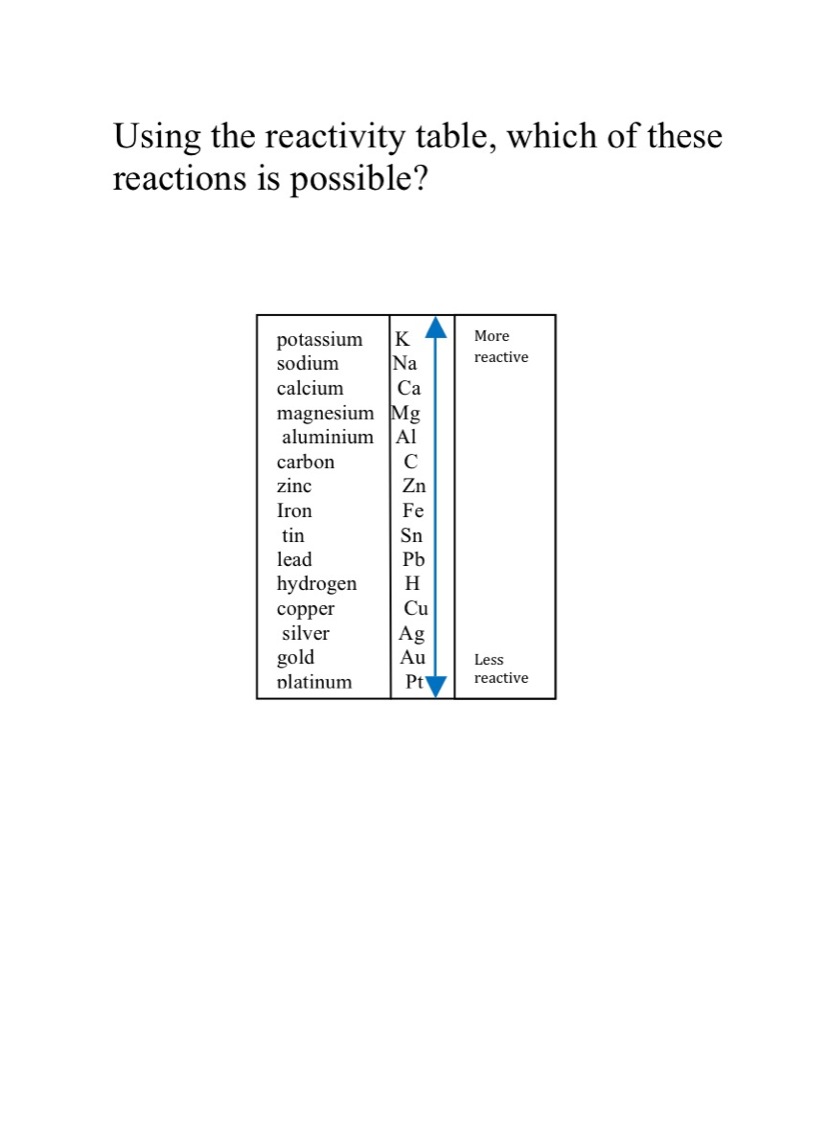 Using the reactivity table, which of these
reactions is possible?
potassium K More
sodium Na reactive
calcium Ca
magnesium Mg
aluminium Al
carbon C
zinc Zn
Iron Fe
tin Sn
lead Pb
hydrogen H
copper Cu
silver Ag
gold Au Less
platinum Pt reactive